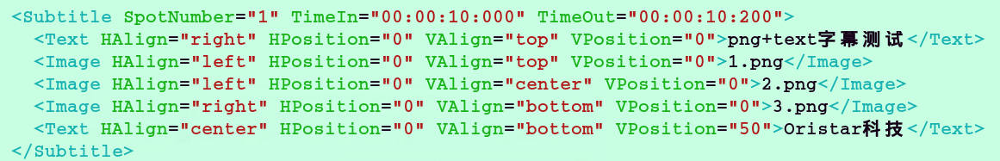 <Subtitle SpotNumber="1" TimeIn="00:00:10:000" TimeOut="00:00:10:200">
<Text HAlign="right" HPosition="0" VAlign="top" VPosition="0">png+text字幕测试</Text>
<Image HAlign="left" HPosition="0" VAlign="top" VPosition="0">1.png</Image>
<Image HAlign="left" HPosition="0" VAlign="center" VPosition="0">2.png</Image>
<Image HAlign="right" HPosition="0" VAlign="bottom" VPosition="0">3.png</Image>
<Text HAlign="center" HPosition="0" VAlign="bottom" VPosition="50">Oristar科技</Text>
</Subtitle>